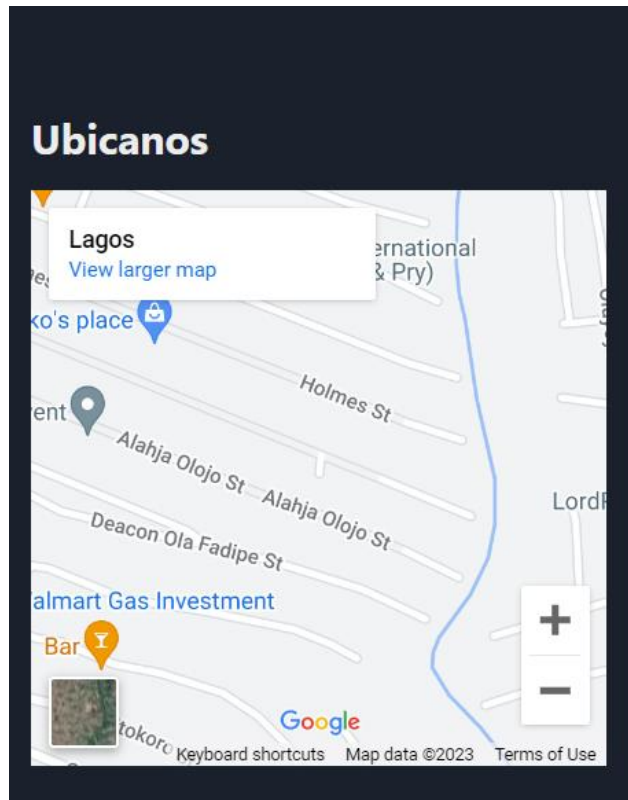 Ubicanos
Lagos
View larger map
ernational
& Pry)
ko's place
Holmes St
ent
Alahja Olojo St
Alahja Olojo St
LordF
Deacon Ola Fadipe St
almart Gas Investment
Bar
tokoro
Google
Keyboard shortcuts Map data ©2023 Terms of Use